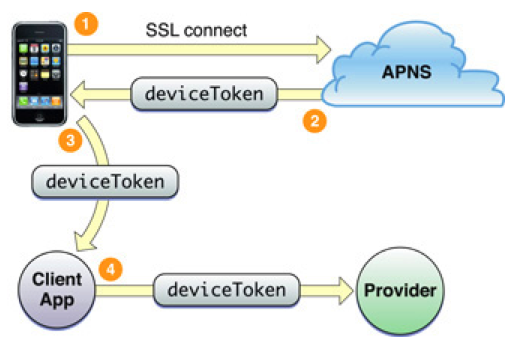 1
SSL connect
APNS
deviceToken
2
3
deviceToken
4
Client
App
deviceToken
Provider